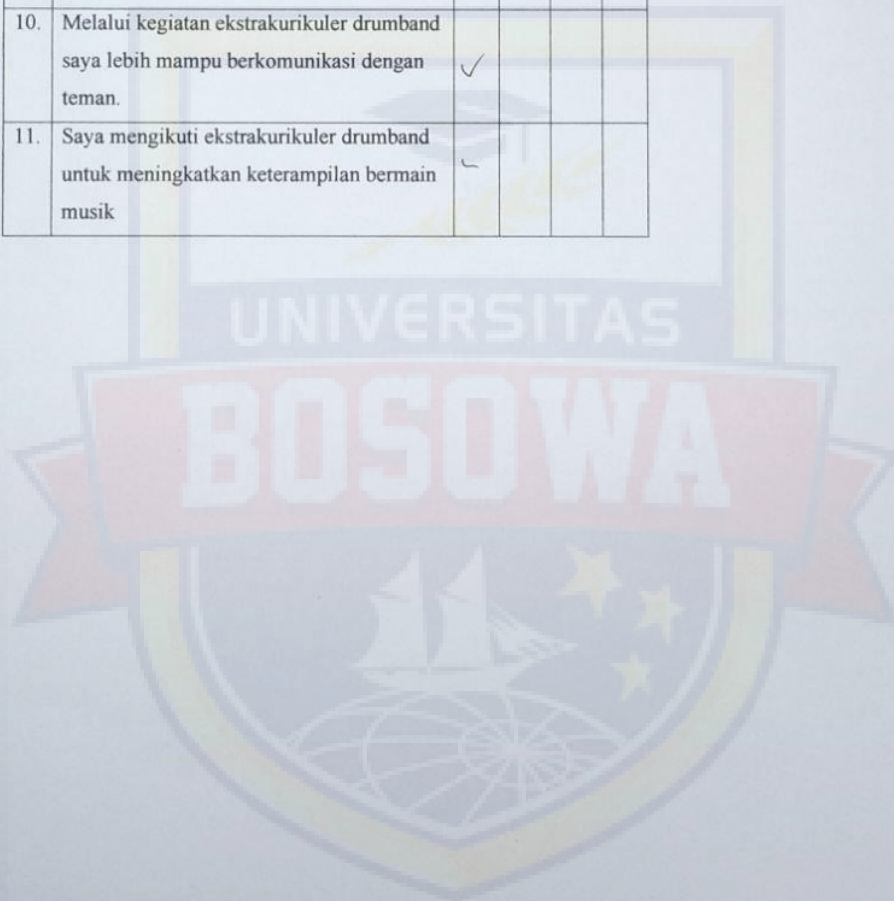 10. Melalui kegiatan ekstrakurikuler drumband
saya lebih mampu berkomunikasi dengan ✓
teman.
11. Saya mengikuti ekstrakurikuler drumband
untuk meningkatkan keterampilan bermain ✓
musik
UNIVERSITAS
BOSOWA